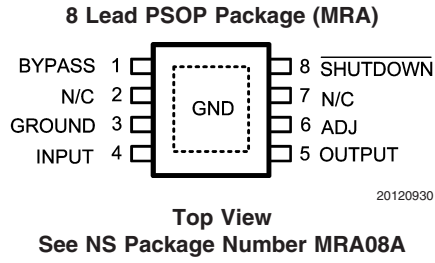 8 Lead PSOP Package (MRA)
BYPASS 1 8 SHUTDOWN
N/C 2 7 N/C
GND
GROUND 3 6 ADJ
INPUT 4 5 OUTPUT
20120930
Top View
See NS Package Number MRA08A